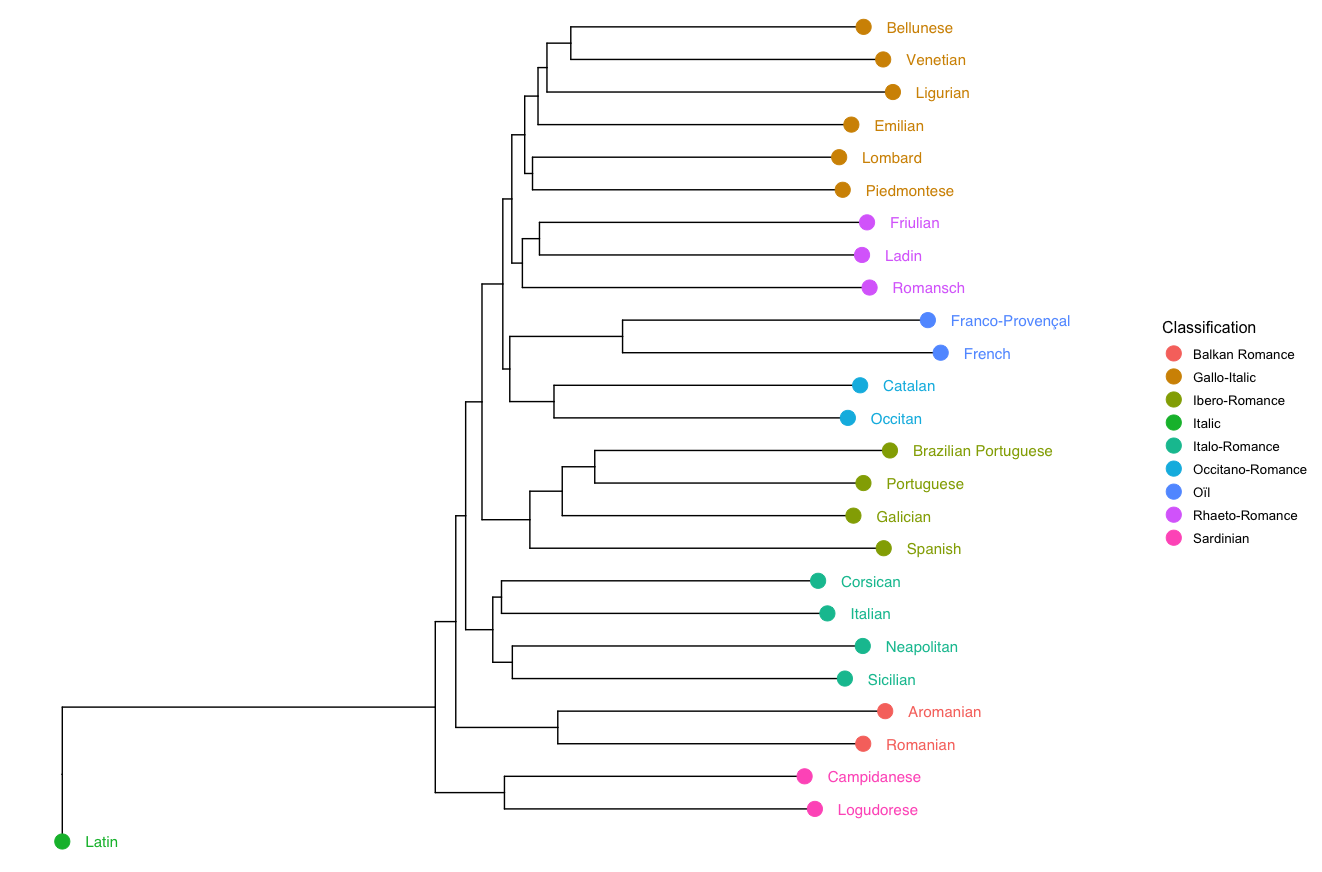 Bellunese
Venetian
Ligurian
Emilian
Lombard
Piedmontese
Friulian
Ladin
Romansch
Franco-Provençal
French
Catalan
Occitan
Brazilian Portuguese
Portuguese
Galician
Spanish
Corsican
Italian
Neapolitan
Sicilian
Aromanian
Romanian
Campidanese
Logudorese
Latin
Classification
Balkan Romance
Gallo-Italic
Ibero-Romance
Italic
Italo-Romance
Occitano-Romance
Oïl
Rhaeto-Romance
Sardinian